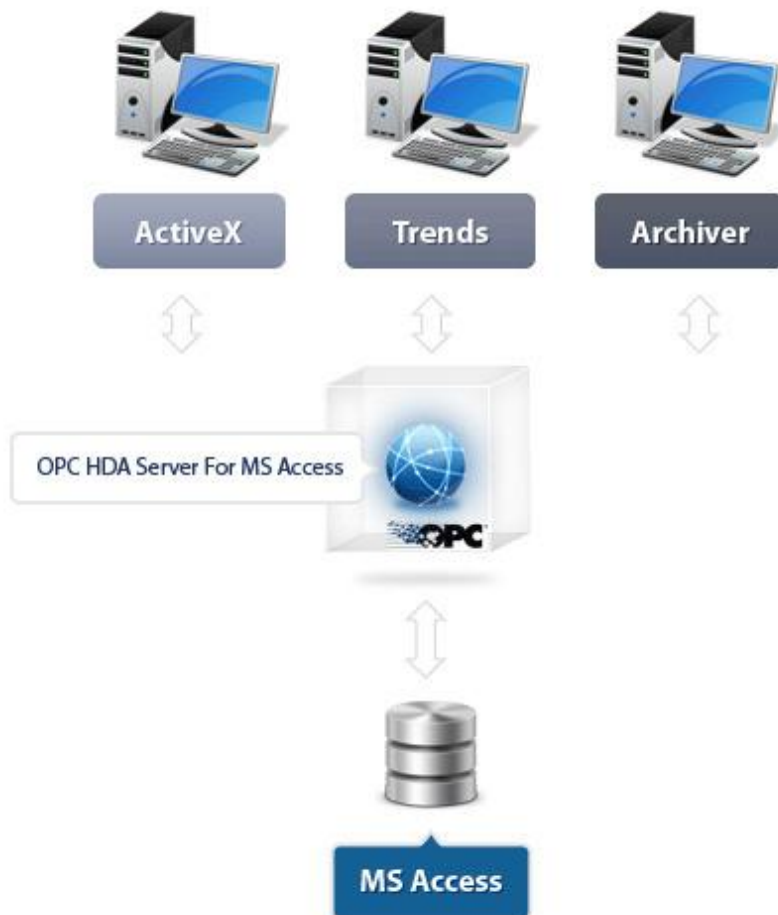 ActiveX
Trends
Archiver
OPC HDA Server For MS Access
OPC
MS Access